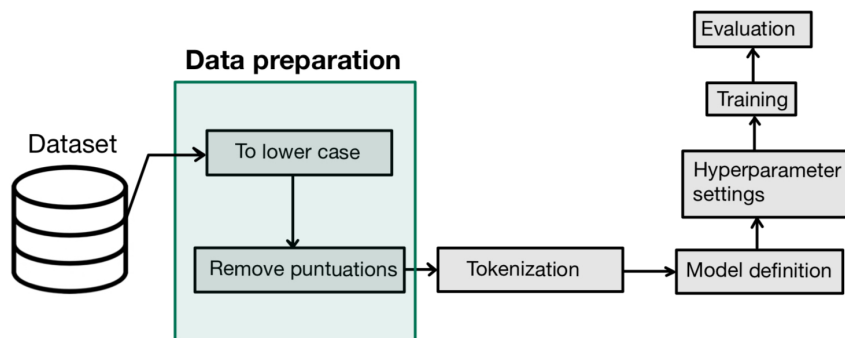 Data preparation
Dataset
To lower case
Remove puntuations
Tokenization
Model definition
Hyperparameter
settings
Training
Evaluation